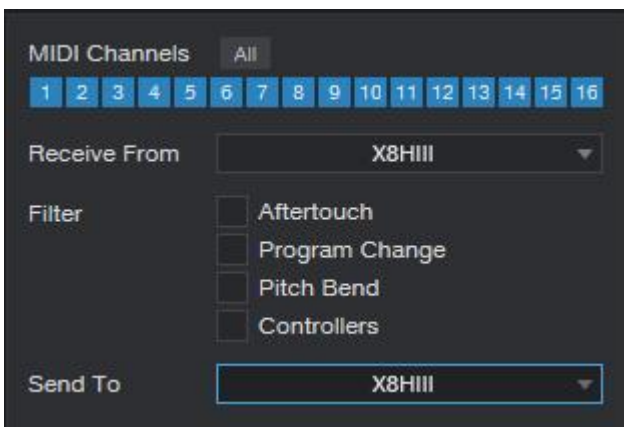 MIDI Channels All
1 2 3 4 5 6 7 8 9 10 11 12 13 14 15 16
Receive From X8HIII
Filter Aftertouch
Program Change
Pitch Bend
Controllers
Send To X8HIII